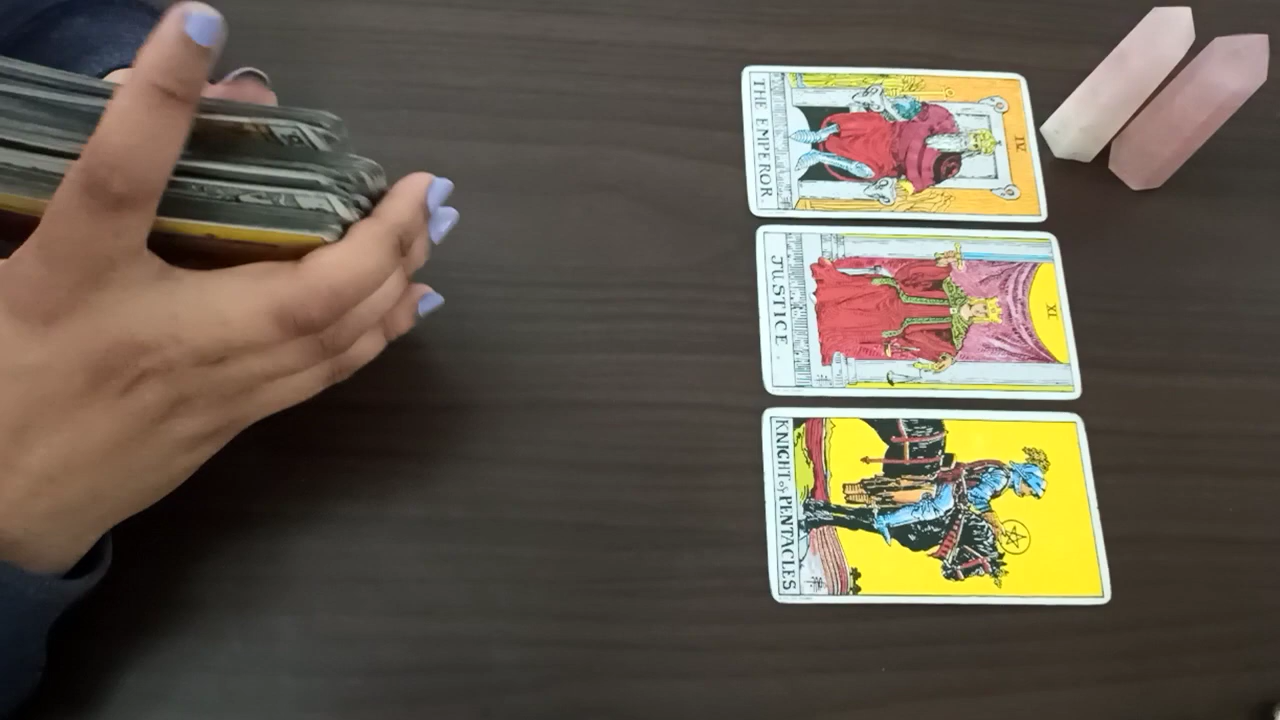 THE EMPEROR.
IV
JUSTICE.
XI
KNIGHT OF PENTACLES